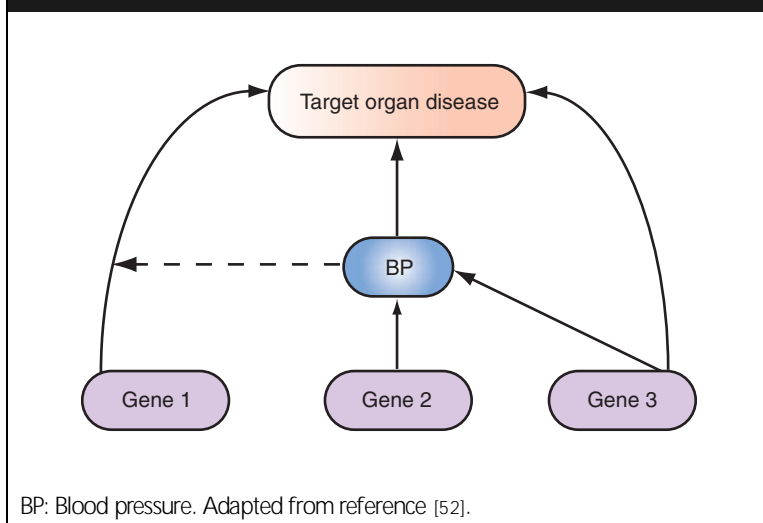 Target organ disease
BP
Gene 1
Gene 2
Gene 3
BP: Blood pressure. Adapted from reference [52].